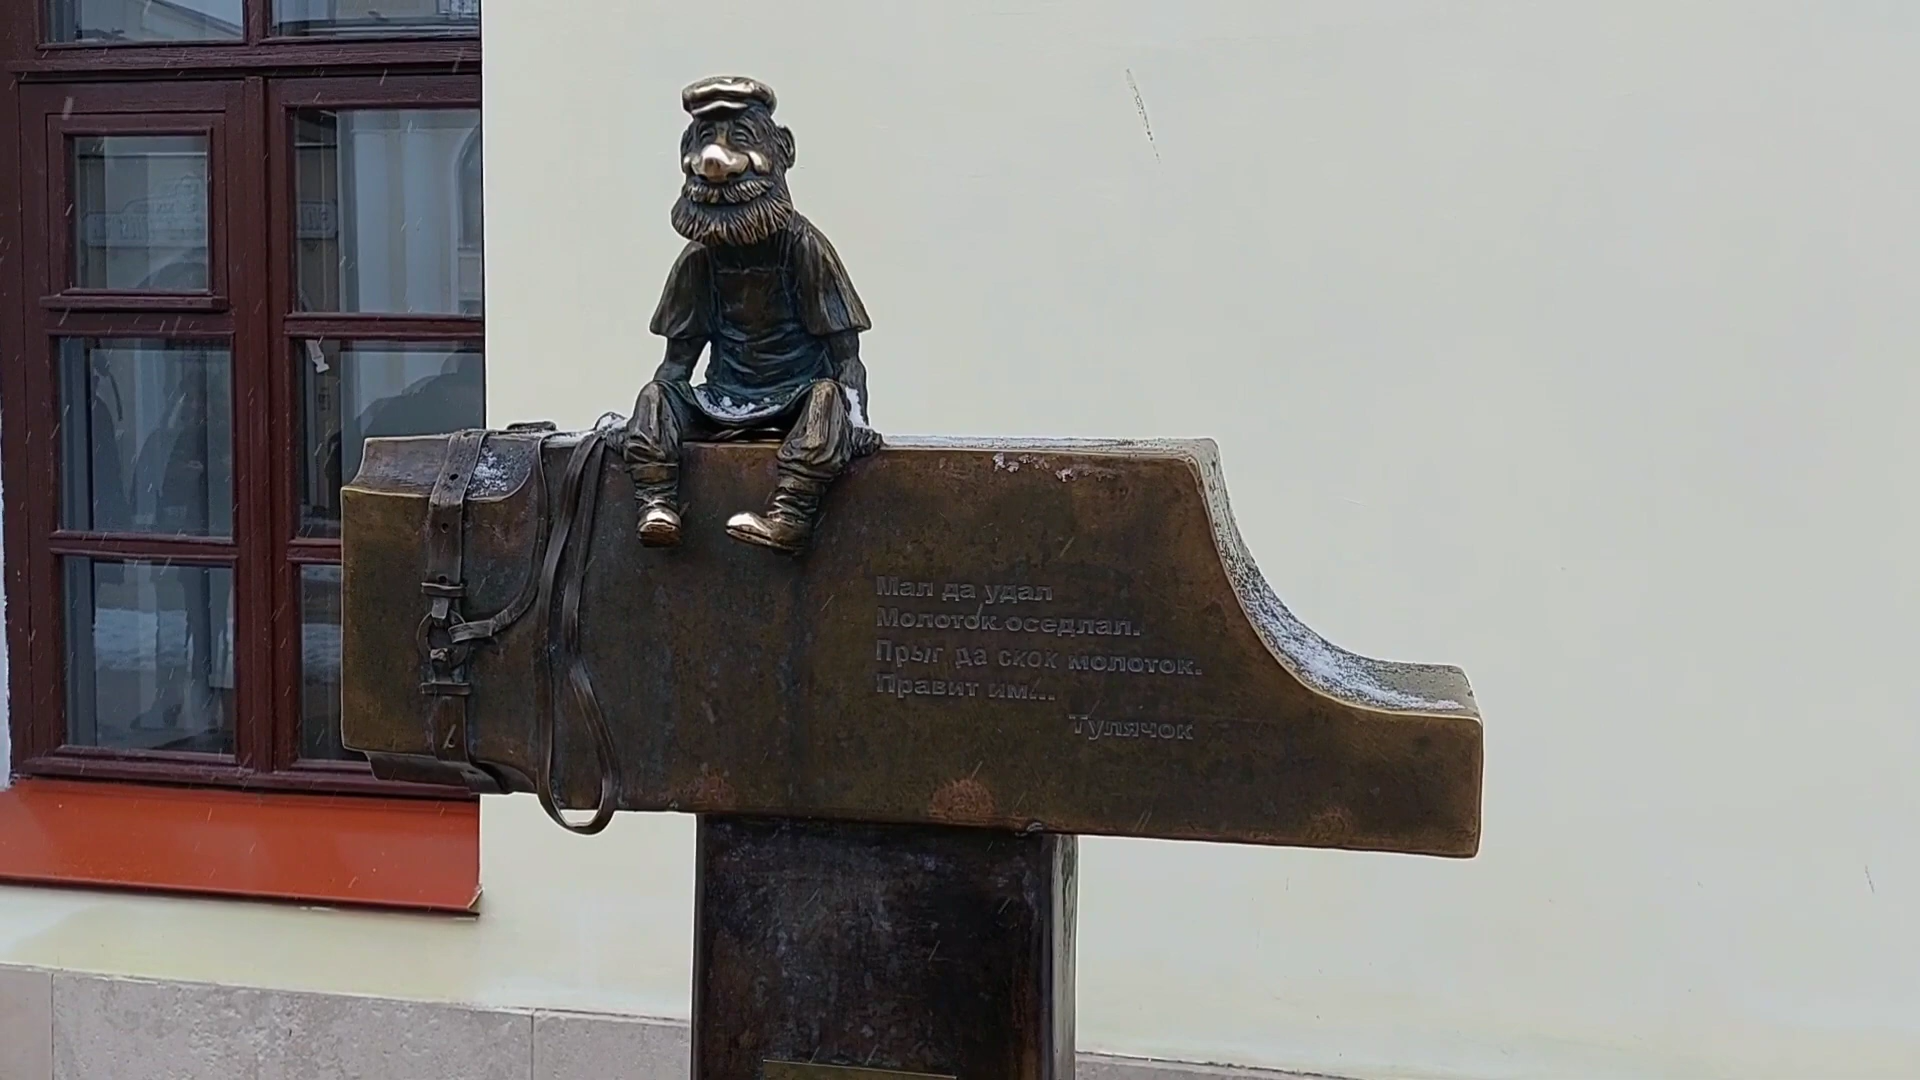 Мал да удал
Молоток оседлал.
Прыг да скок молоток.
Правит им...
Тулячок